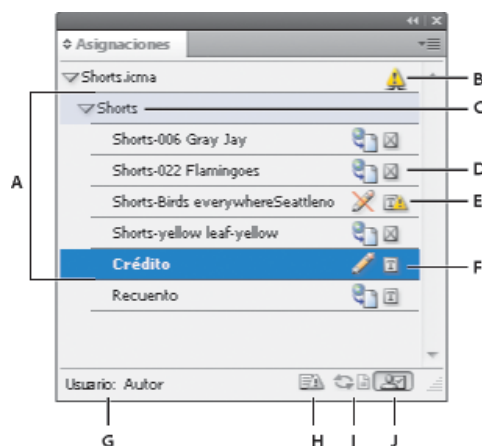 Asignaciones
Shorts.icma
B
Shorts
C
A
Shorts-006 Gray Jay
Shorts-022 Flamingoes
D
Shorts-Birds everywhereSeattleno
E
Shorts-yellow leaf-yellow
Crédito
F
Recuento
Usuario: Autor
G H I J